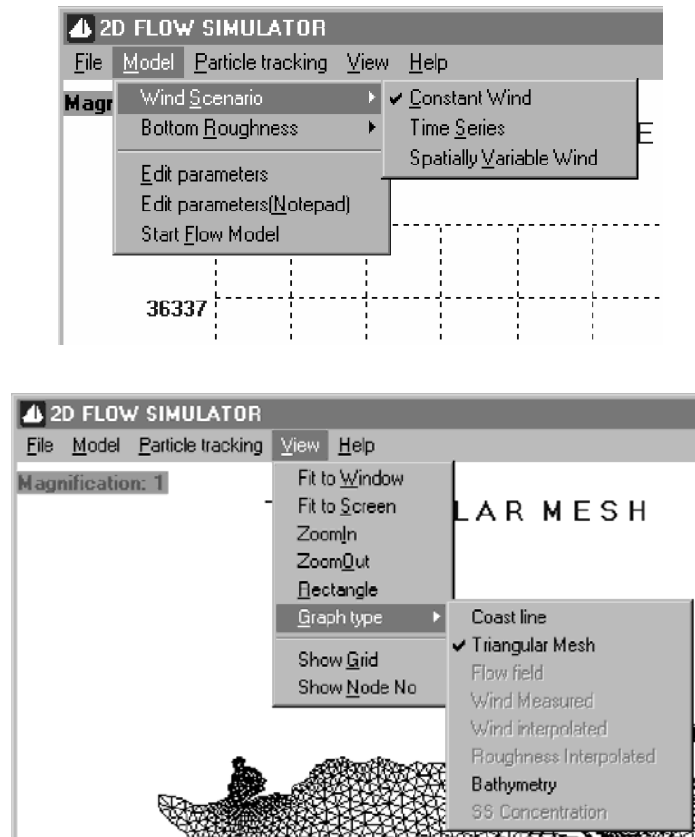 2D FLOW SIMULATOR
File Model Particle tracking View Help
Magr
Wind Scenario
Constant Wind
Bottom Roughness
Time Series
E
Spatially Variable Wind
Edit parameters
Edit parameters(Notepad)
Start Flow Model
36337
2D FLOW SIMULATOR
File Model Particle tracking View Help
Magnification: 1
Fit to Window
Fit to Screen
LAR MESH
ZoomIn
ZoomOut
Rectangle
Graph type
Coast line
Triangular Mesh
Show Grid
Flow field
Show Node No
Wind Measured
Wind interpolated
Roughness Interpolated
Bathymetry
SS Concentration